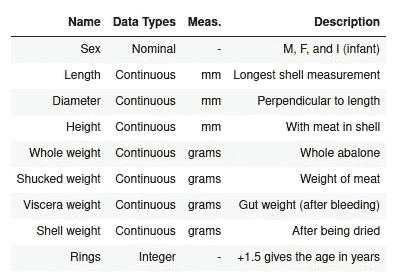 Name Data Types Meas. Description
Sex Nominal - M, F, and I (infant)
Length Continuous mm Longest shell measurement
Diameter Continuous mm Perpendicular to length
Height Continuous mm With meat in shell
Whole weight Continuous grams Whole abalone
Shucked weight Continuous grams Weight of meat
Viscera weight Continuous grams Gut weight (after bleeding)
Shell weight Continuous grams After being dried
Rings Integer - +1.5 gives the age in years